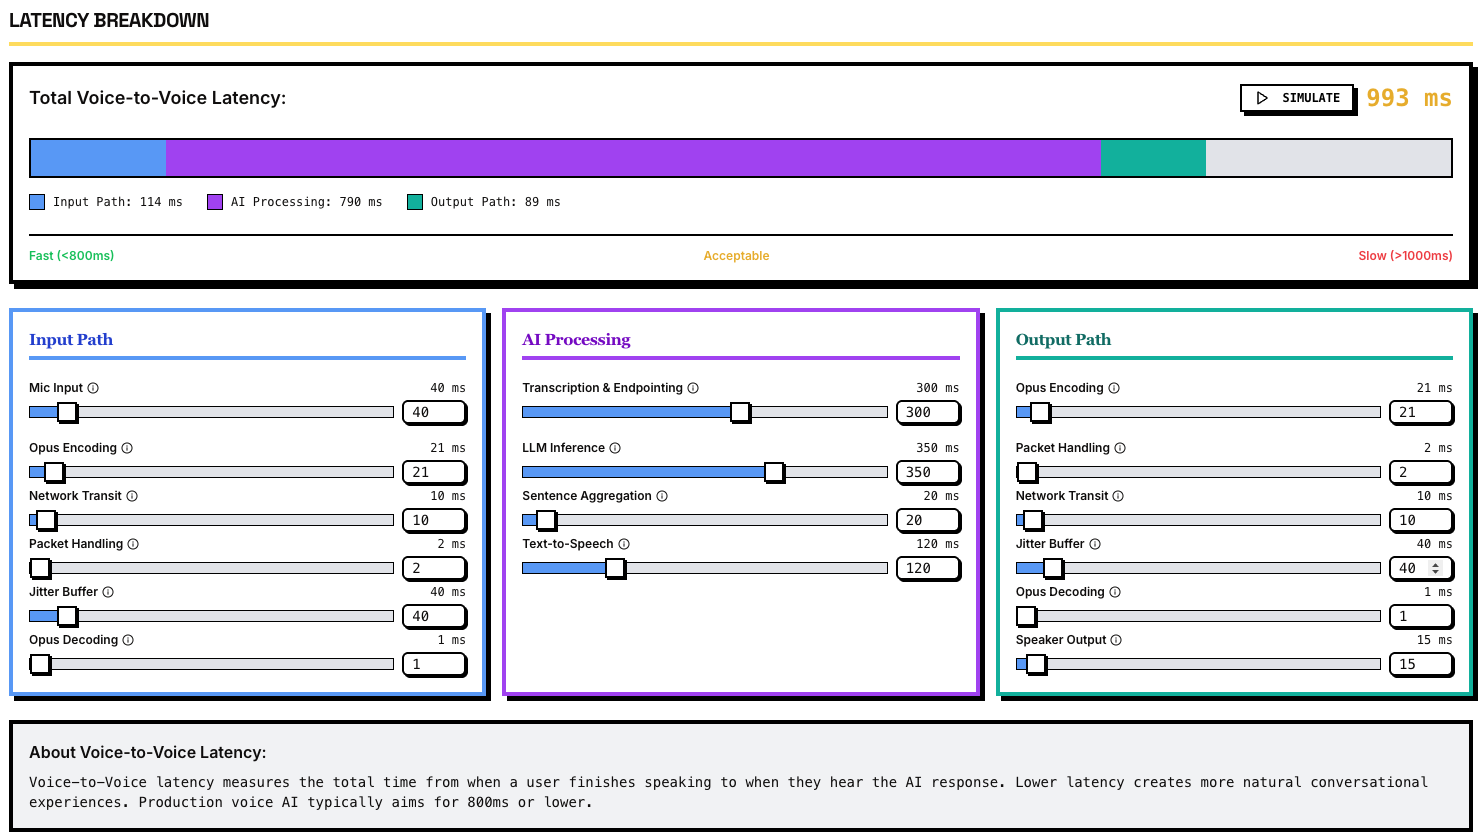 LATENCY BREAKDOWN
Total Voice-to-Voice Latency:
SIMULATE
993 ms
Input Path: 114 ms
AI Processing: 790 ms
Output Path: 89 ms
Fast (<800ms)
Acceptable
Slow (>1000ms)
Input Path
Mic Input
40 ms
40
Opus Encoding
21 ms
21
Network Transit
10 ms
10
Packet Handling
2 ms
2
Jitter Buffer
40 ms
40
Opus Decoding
1 ms
1
AI Processing
Transcription & Endpointing
300 ms
300
LLM Inference
350 ms
350
Sentence Aggregation
20 ms
20
Text-to-Speech
120 ms
120
Output Path
Opus Encoding
21 ms
21
Packet Handling
2 ms
2
Network Transit
10 ms
10
Jitter Buffer
40 ms
40
Opus Decoding
1 ms
1
Speaker Output
15 ms
15
About Voice-to-Voice Latency:
Voice-to-Voice latency measures the total time from when a user finishes speaking to when they hear the AI response. Lower latency creates more natural conversational
experiences. Production voice AI typically aims for 800ms or lower.